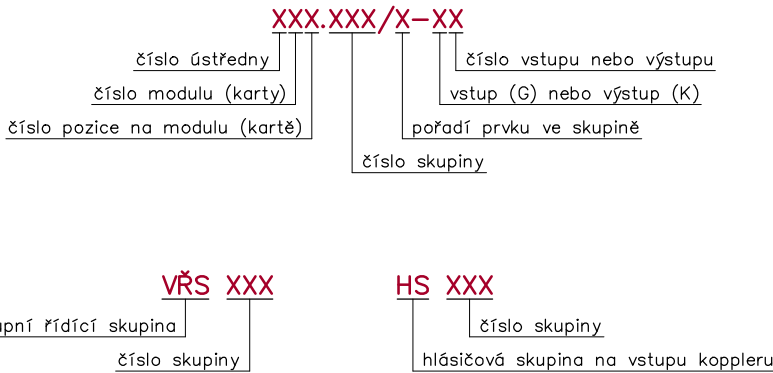 XXX.XXX/X-XX
číslo ústředny
číslo vstupu nebo výstupu
číslo modulu (karty)
vstup (G) nebo výstup (K)
číslo pozice na modulu (kartě)
pořadí prvku ve skupině
číslo skupiny
VŘS XXX
HS XXX
řídící skupina
číslo skupiny
číslo skupiny
hlásičová skupina na vstupu koppleru